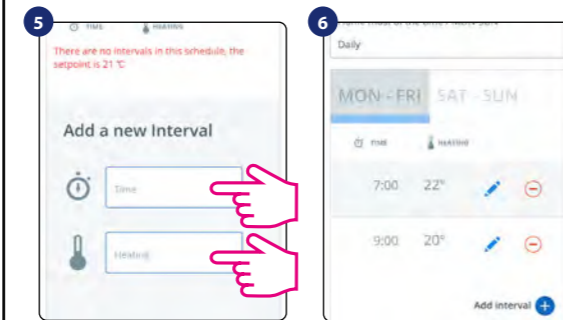 5
TIME HEATING
There are no intervals in this schedule, the
setpoint is 21 °C
Add a new Interval
Time
Heating
6
Daily
MON - FRI SAT - SUN
TIME HEATING
7:00 22°
9:00 20°
Add interval